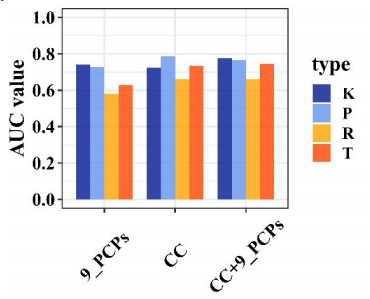 AUC value
1.0
0.8
0.6
0.4
0.2
0.0
9_PCPs
CC
CC+9_PCPs
type
K
P
R
T